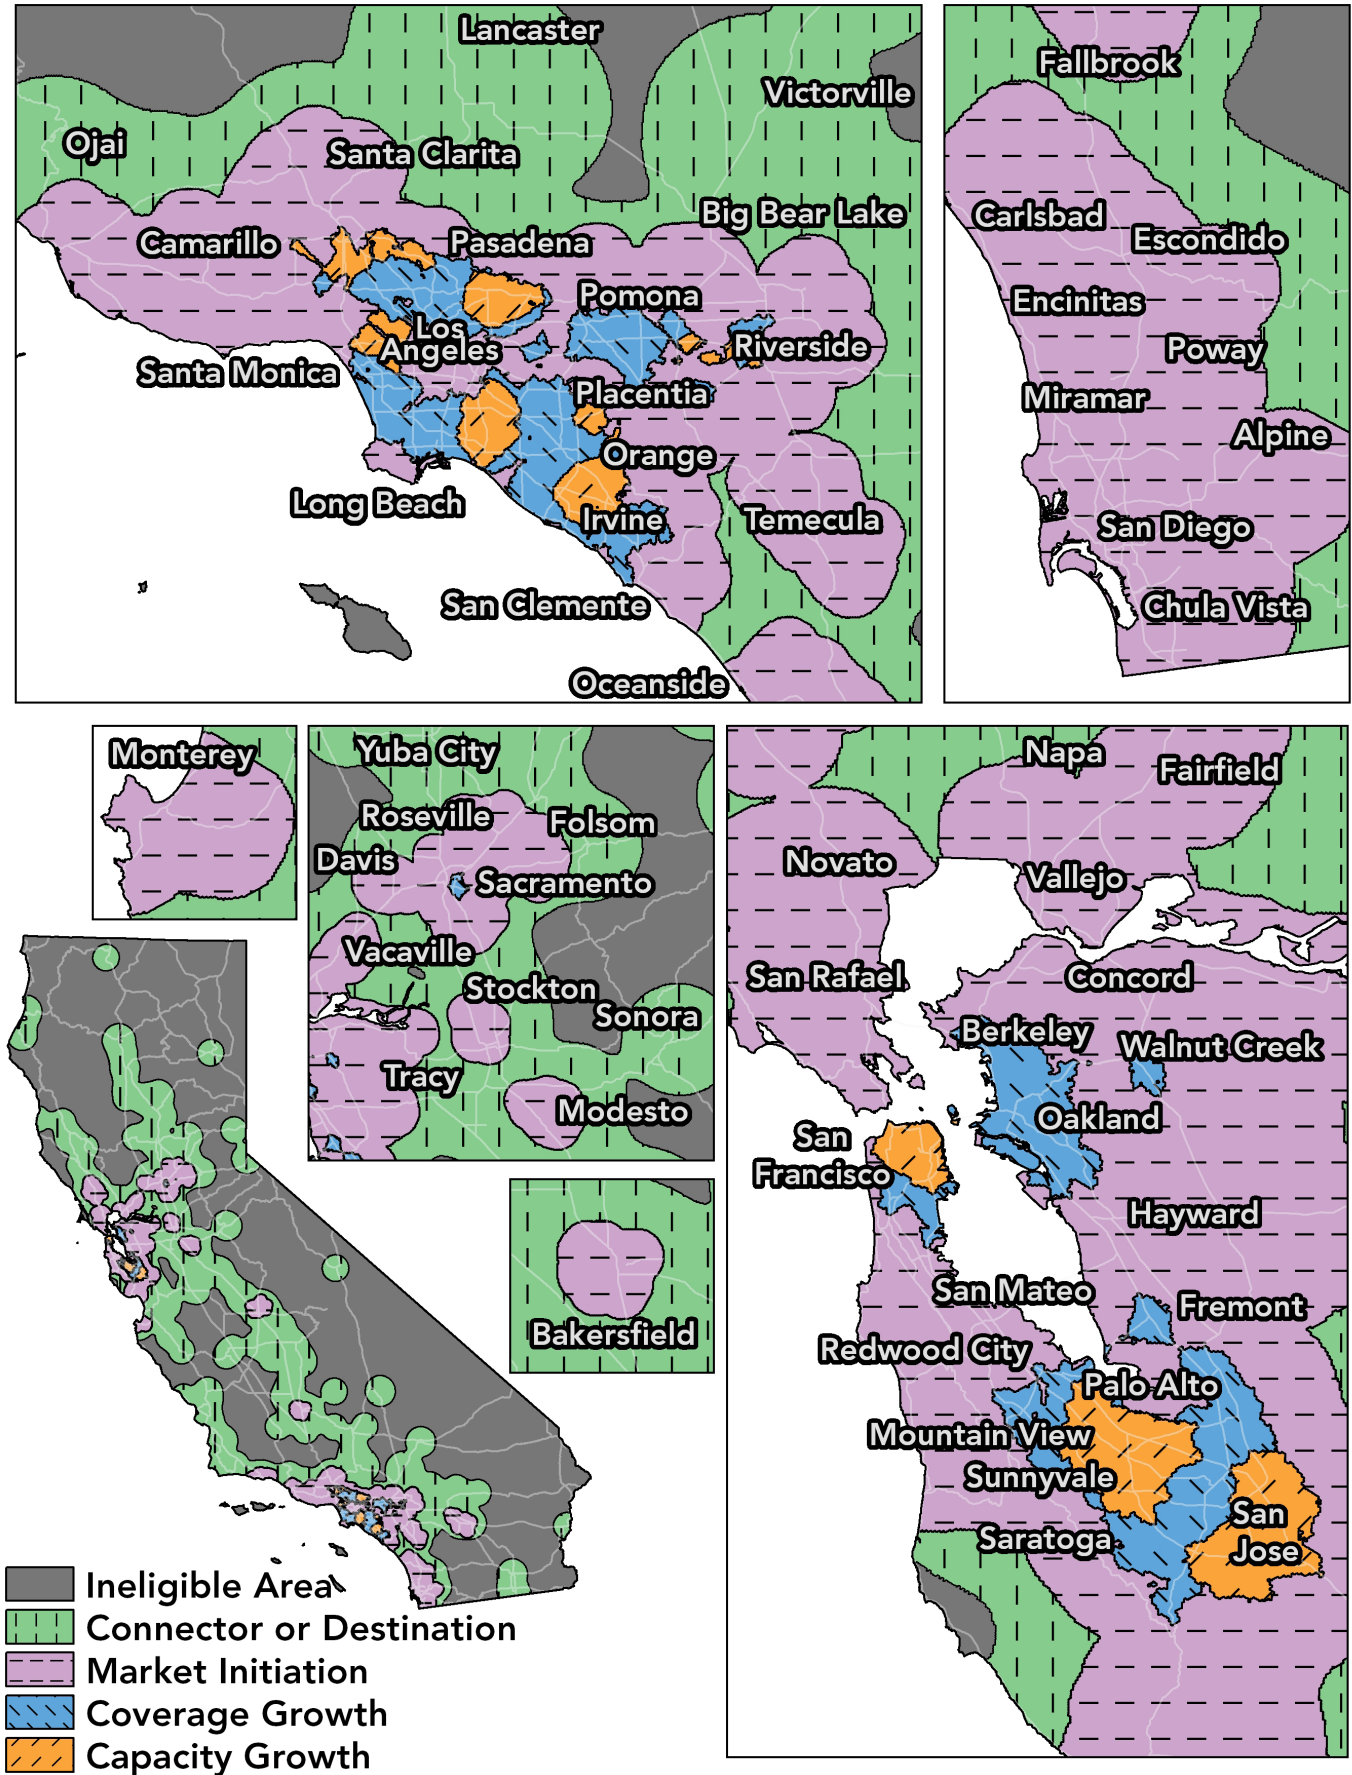 Lancaster
Victorville
Ojai
Santa Clarita
Big Bear Lake
Camarillo
Pasadena
Pomona
Los
Angeles
Riverside
Santa Monica
Placentia
Orange
Long Beach
Irvine
Temecula
San Clemente
Oceanside
Fallbrook
Carlsbad
Escondido
Encinitas
Poway
Miramar
Alpine
San Diego
Chula Vista
Monterey
Yuba City
Roseville
Folsom
Davis
Sacramento
Vacaville
Stockton
Sonora
Tracy
Modesto
Bakersfield
Napa
Fairfield
Novato
Vallejo
San Rafael
Concord
Berkeley
Walnut Creek
Oakland
San
Francisco
Hayward
San Mateo
Fremont
Redwood City
Palo Alto
Mountain View
Sunnyvale
San
Jose
Saratoga
Ineligible Area
Connector or Destination
Market Initiation
Coverage Growth
Capacity Growth